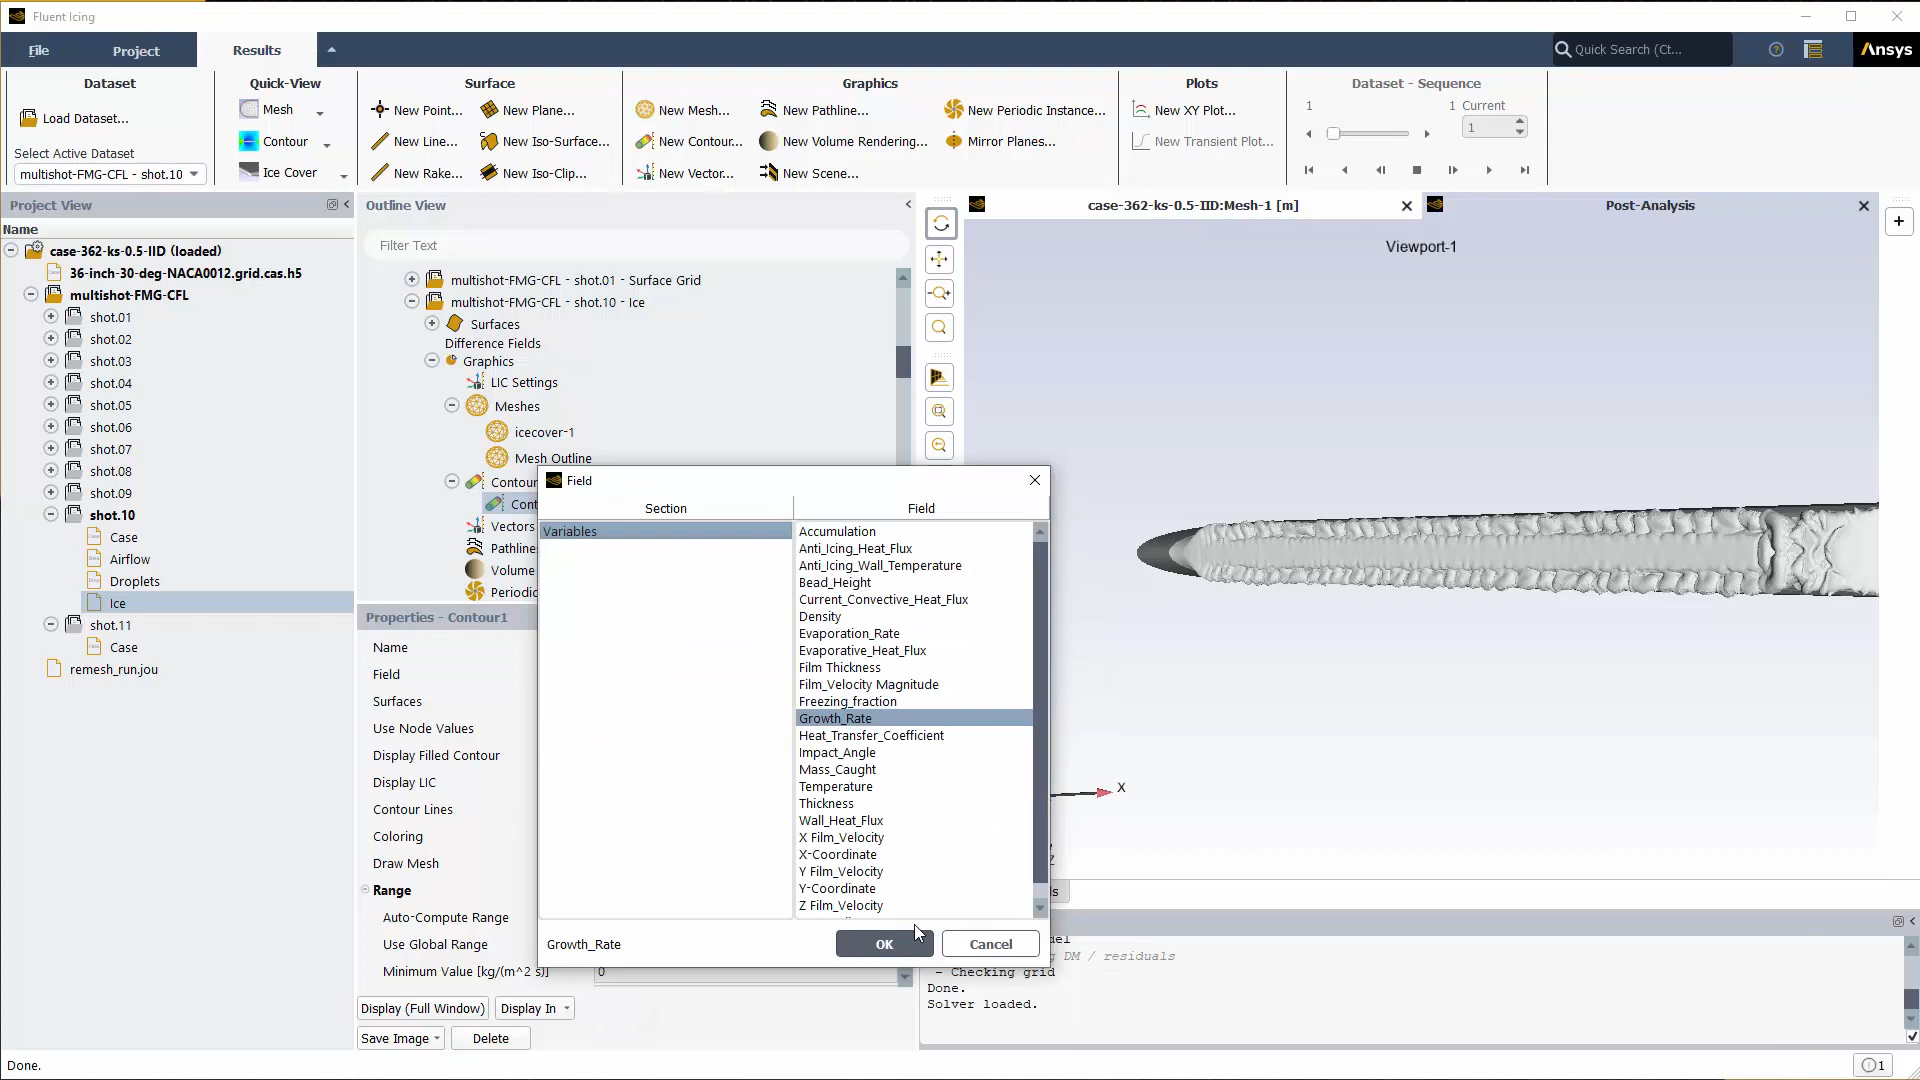 Fluent Icing
File
Project
Results
Quick Search (Ct...
Ansys
Dataset
Load Dataset...
Select Active Dataset
multishot-FMG-CFL - shot.10
Quick-View
Mesh
Contour
Ice Cover
Surface
New Point...
New Plane...
New Line...
New Iso-Surface...
New Rake...
New Iso-Clip...
Graphics
New Mesh...
New Pathline...
New Periodic Instance...
New Contour...
New Volume Rendering...
Mirror Planes...
New Vector...
New Scene...
Plots
New XY Plot...
New Transient Plot...
Dataset - Sequence
1
1 Current
1
Project View
Name
case-362-ks-0.5-IID (loaded)
36-inch-30-deg-NACA0012.grid.cas.h5
multishot-FMG-CFL
shot.01
shot.02
shot.03
shot.04
shot.05
shot.06
shot.07
shot.08
shot.09
shot.10
Case
Airflow
Droplets
Ice
shot.11
Case
remesh_run.jou
Outline View
Filter Text
multishot-FMG-CFL - shot.01 - Surface Grid
multishot-FMG-CFL - shot.10 - Ice
Surfaces
Difference Fields
Graphics
LIC Settings
Meshes
icecover-1
Mesh Outline
Contour
Cont
Vectors
Pathline
Volume
Periodic
Properties - Contour1
Name
Field
Surfaces
Use Node Values
Display Filled Contour
Display LIC
Contour Lines
Coloring
Draw Mesh
Range
Auto-Compute Range
Use Global Range
Minimum Value [kg/(m^2 s)]
0
Display (Full Window)
Display In
Save Image
Delete
Field
Section
Field
Variables
Accumulation
Anti_Icing_Heat_Flux
Anti_Icing_Wall_Temperature
Bead_Height
Current_Convective_Heat_Flux
Density
Evaporation_Rate
Evaporative_Heat_Flux
Film Thickness
Film_Velocity Magnitude
Freezing_fraction
Growth_Rate
Heat_Transfer_Coefficient
Impact_Angle
Mass_Caught
Temperature
Thickness
Wall_Heat_Flux
X Film_Velocity
X-Coordinate
Y Film_Velocity
Y-Coordinate
Z Film_Velocity
Growth_Rate
OK
Cancel
case-362-ks-0.5-IID:Mesh-1 [m]
Post-Analysis
Viewport-1
X
Z
ls
del
g DM / residuals
- Checking grid
Done.
Solver loaded.
Done.
1